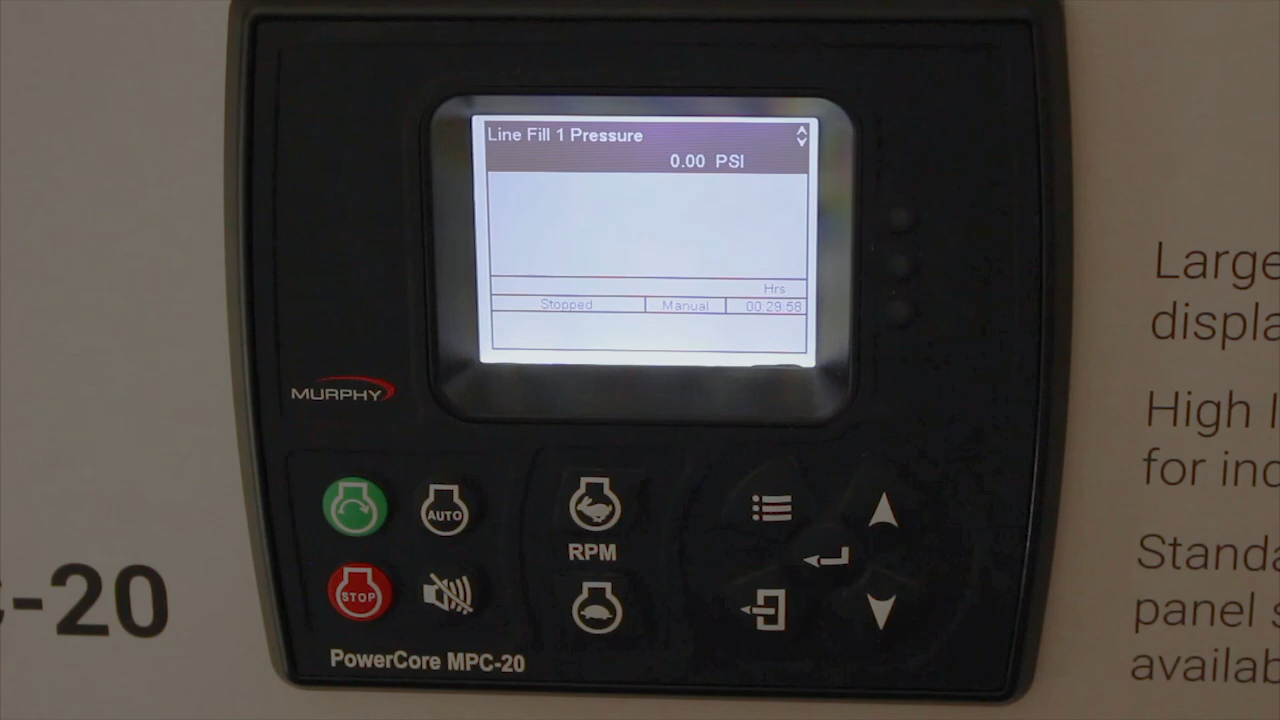 Line Fill 1 Pressure
0.00 PSI
Hrs
Stopped Manual 00:29:58
MURPHY
AUTO
RPM
STOP
PowerCore MPC-20
-20
Large
displa
High
for inc
Standa
panel s
availab